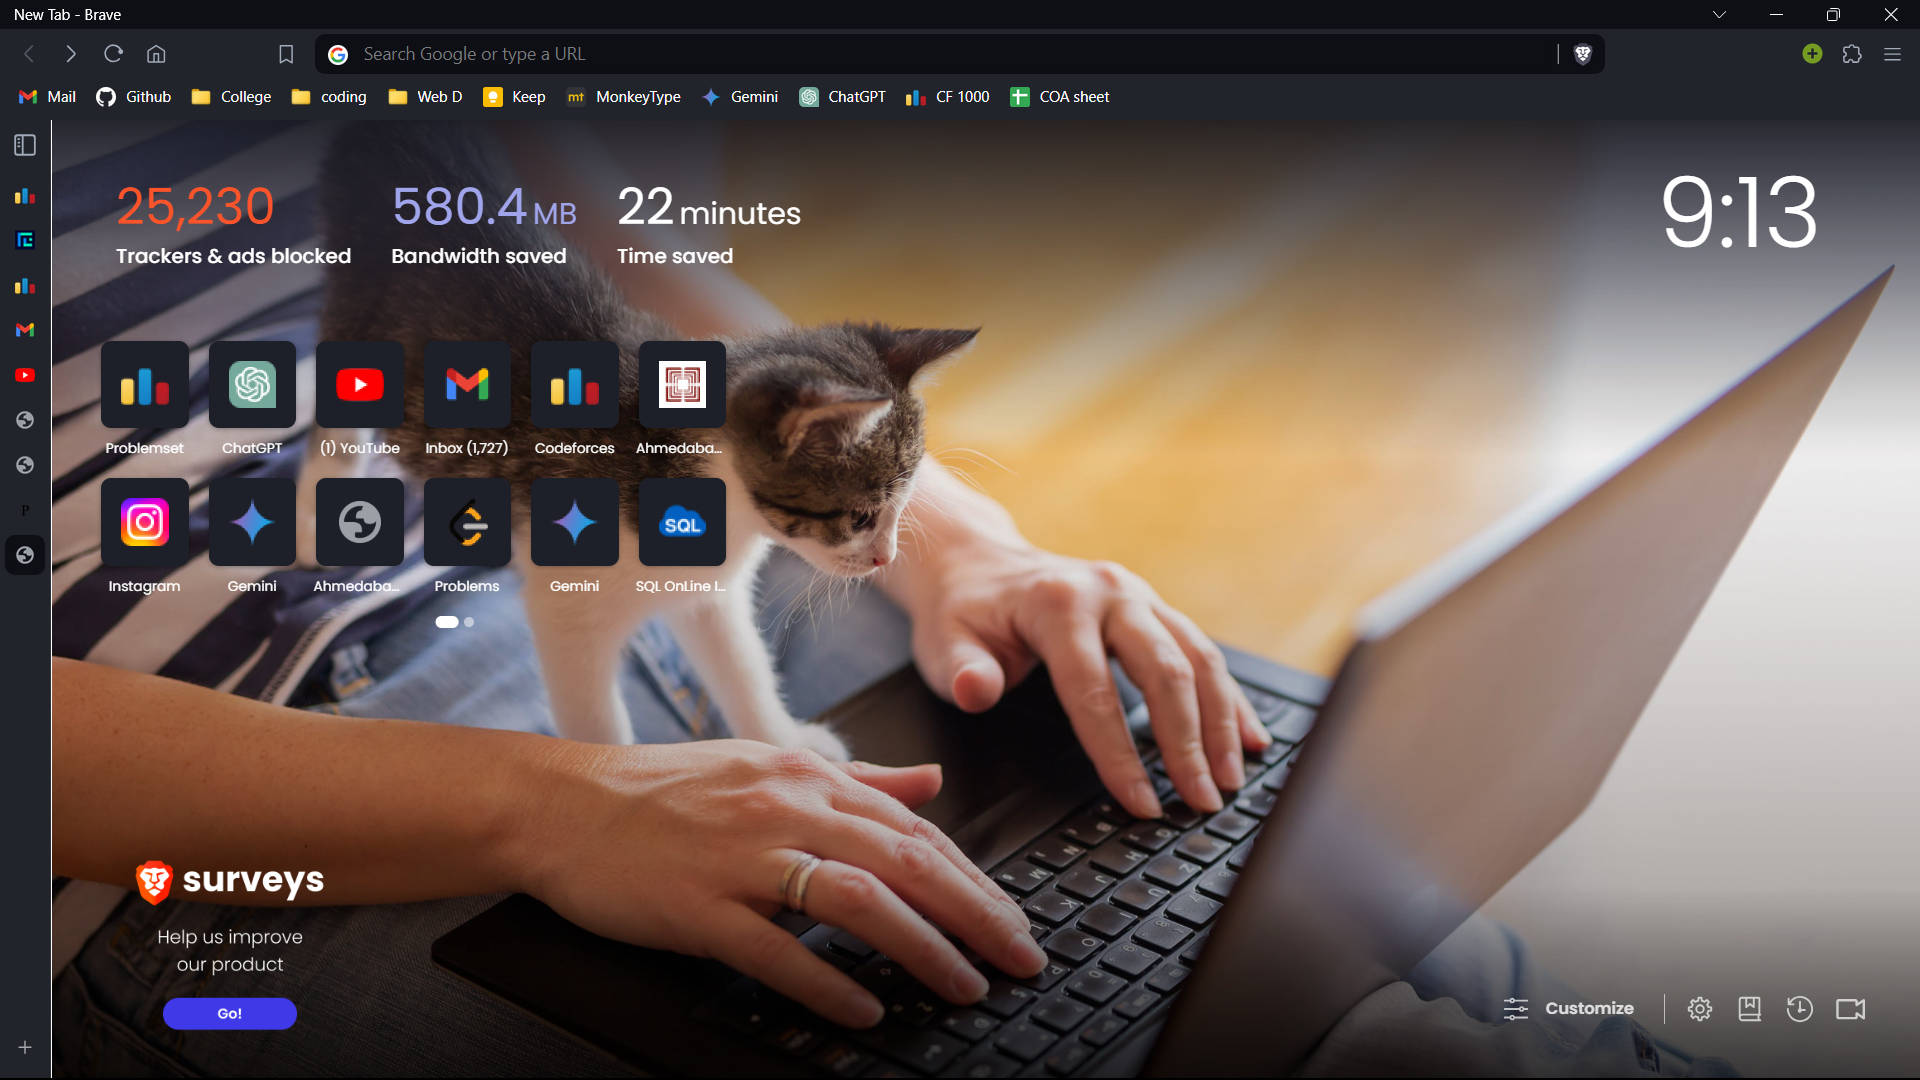 New Tab - Brave
Search Google or type a URL
Mail Github College coding Web D Keep mt MonkeyType Gemini ChatGPT CF 1000 COA sheet
25,230 580.4 MB 22 minutes
Trackers & ads blocked Bandwidth saved Time saved
9:13
Problemset ChatGPT (1) YouTube Inbox (1,727) Codeforces Ahmedaba...
P
SQL
Instagram Gemini Ahmedaba... Problems Gemini SQL OnLine I...
surveys
Help us improve
our product
Go!
Customize